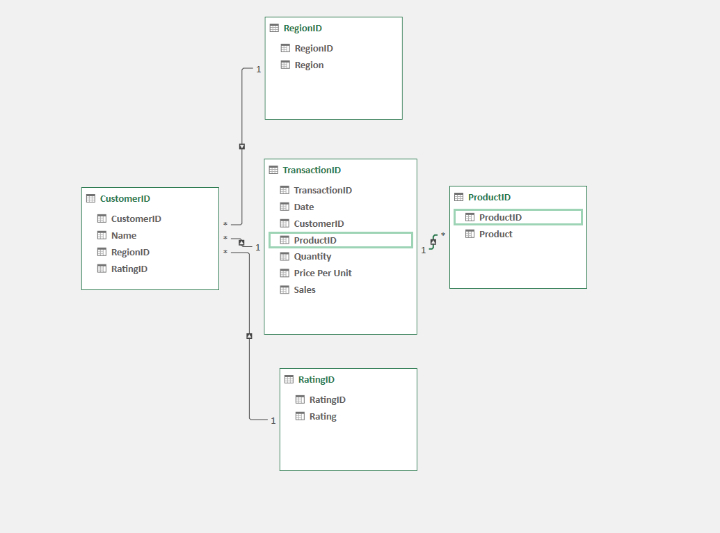 RegionID
RegionID
Region
1
TransactionID
TransactionID
Date
CustomerID
ProductID
Quantity
Price Per Unit
Sales
CustomerID
CustomerID
Name
RegionID
RatingID
*
*
*
1
ProductID
ProductID
Product
*
1
RatingID
RatingID
Rating
1